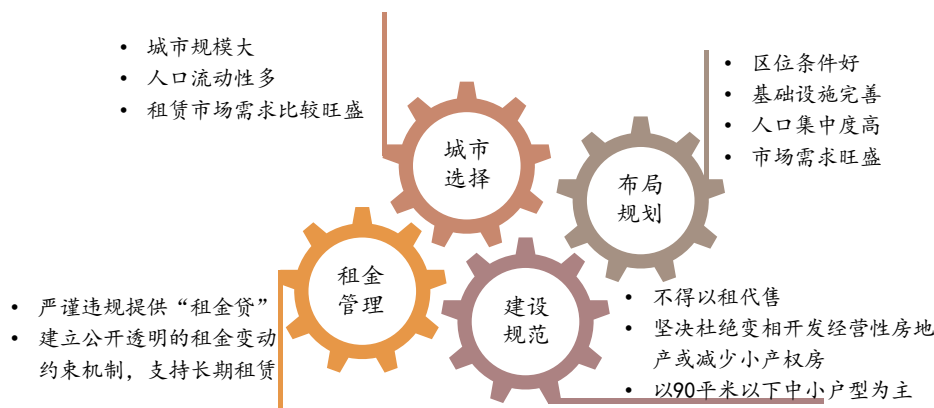 • 城市规模大
• 人口流动性多
• 租赁市场需求比较旺盛
城市
选择
• 区位条件好
• 基础设施完善
• 人口集中度高
• 市场需求旺盛
布局
规划
租金
管理
• 严谨违规提供“租金贷”
• 建立公开透明的租金变动
约束机制，支持长期租赁
建设
规范
• 不得以租代售
• 坚决杜绝变相开发经营性房地
产或减少小产权房
• 以90平米以下中小户型为主